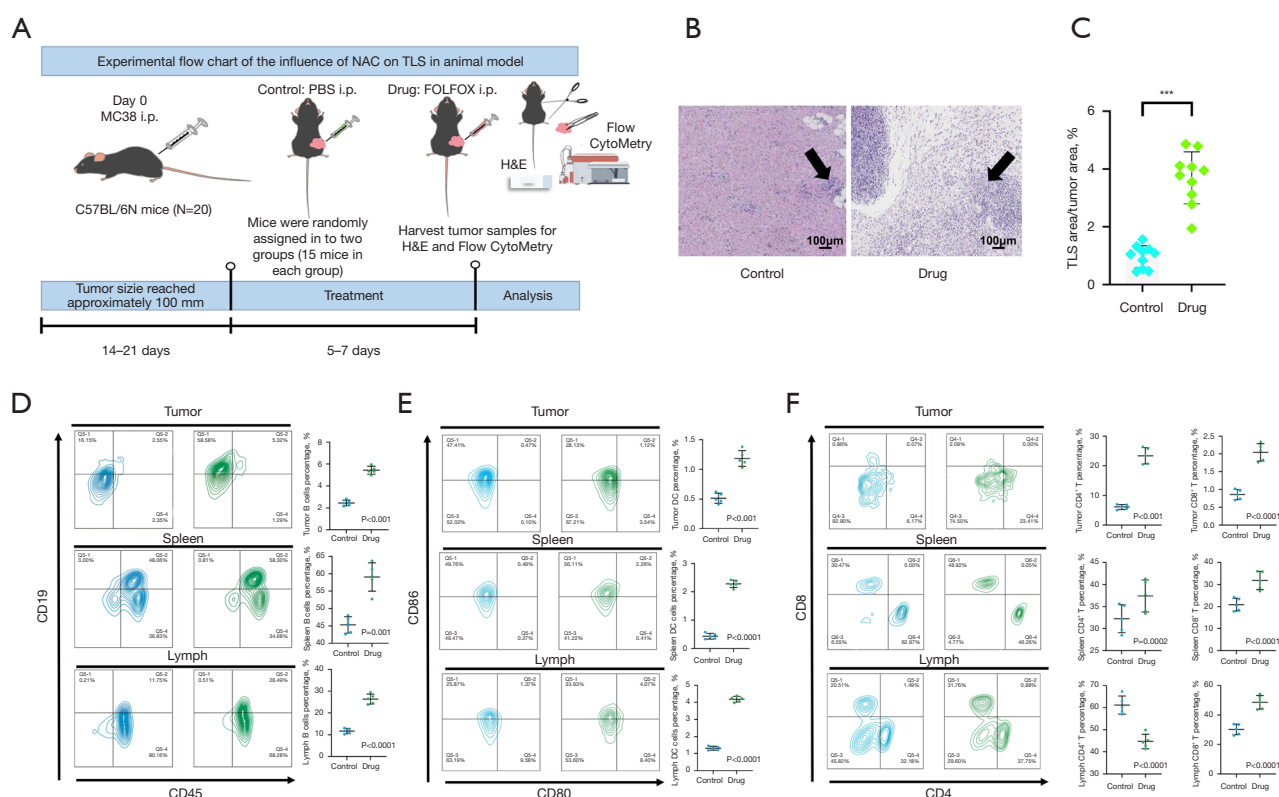 A
Experimental flow chart of the influence of NAC on TLS in animal model
Day 0
MC38 i.p.
Control: PBS i.p.
Drug: FOLFOX i.p.
H&E
Flow
CytoMetry
C57BL/6N mice (N=20)
Mice were randomly
assigned in to two
groups (15 mice in
each group)
Harvest tumor samples for
H&E and Flow CytoMetry
Tumor sizie reached
approximately 100 mm
Treatment
Analysis
14–21 days
5–7 days
B
100μm
100μm
Control
Drug
C
***
TLS area/tumor area, %
6
4
2
0
Control
Drug
D
Tumor
CD19
Q5-1
16.15%
Q5-2
2.55%
Q5-4
2.35%
Q5-1
58.58%
Q5-2
5.32%
Q5-4
1.29%
Tumor B cells percentage, %
8
6
4
2
0
P<0.001
Control Drug
Spleen
Q5-1
3.00%
Q5-2
48.06%
Q5-4
36.83%
Q5-1
0.81%
Q5-2
58.30%
Q5-4
34.68%
Spleen B cells percentage, %
65
60
55
50
45
40
P=0.001
Control Drug
Lymph
Q5-1
0.21%
Q5-2
11.75%
Q5-4
80.16%
Q5-1
0.51%
Q5-2
26.49%
Q5-4
68.26%
Lymph B cells percentage, %
40
30
20
10
0
P<0.0001
Control Drug
CD45
E
Tumor
CD86
Q5-1
47.41%
Q5-2
0.47%
Q5-3
52.02%
Q5-4
0.10%
Q5-1
28.13%
Q5-2
1.12%
Q5-3
67.21%
Q5-4
3.54%
Tumor DC percentage, %
1.5
1.0
0.5
0.0
P<0.001
Control Drug
Spleen
Q5-1
49.76%
Q5-2
0.49%
Q5-3
49.47%
Q5-4
0.27%
Q5-1
56.11%
Q5-2
2.26%
Q5-3
41.22%
Q5-4
0.41%
Spleen DC cells percentage, %
3
2
1
0
P<0.0001
Control Drug
Lymph
Q5-1
25.87%
Q5-2
1.37%
Q5-3
63.19%
Q5-4
9.58%
Q5-1
33.93%
Q5-2
4.07%
Q5-3
53.60%
Q5-4
8.40%
Lymph DC cells percentage, %
5
4
3
2
1
0
P<0.0001
Control Drug
CD80
F
Tumor
CD8
Q4-1
0.86%
Q4-2
0.07%
Q4-3
92.90%
Q4-4
6.17%
Q4-1
2.09%
Q4-2
0.00%
Q4-3
74.50%
Q4-4
23.41%
Tumor CD4⁺ T percentage, %
30
20
10
0
P<0.001
Control Drug
Tumor CD8⁺ T percentage, %
2.5
2.0
1.5
1.0
0.5
0.0
P<0.0001
Control Drug
Spleen
Q6-1
30.47%
Q6-2
0.00%
Q6-3
6.55%
Q6-4
62.97%
Q6-1
48.92%
Q6-2
0.05%
Q6-3
4.77%
Q6-4
46.26%
Spleen CD4⁺ T percentage, %
45
40
35
30
25
P=0.0002
Control Drug
Spleen CD8⁺ T percentage, %
40
30
20
10
0
P<0.0001
Control Drug
Lymph
Q5-1
20.51%
Q5-2
1.49%
Q5-3
45.82%
Q5-4
32.18%
Q5-1
31.76%
Q5-2
0.88%
Q5-3
29.60%
Q5-4
37.75%
Lymph CD4⁺ T percentage, %
70
60
50
40
30
P<0.0001
Control Drug
Lymph CD8⁺ T percentage, %
60
40
20
0
P<0.0001
Control Drug
CD4